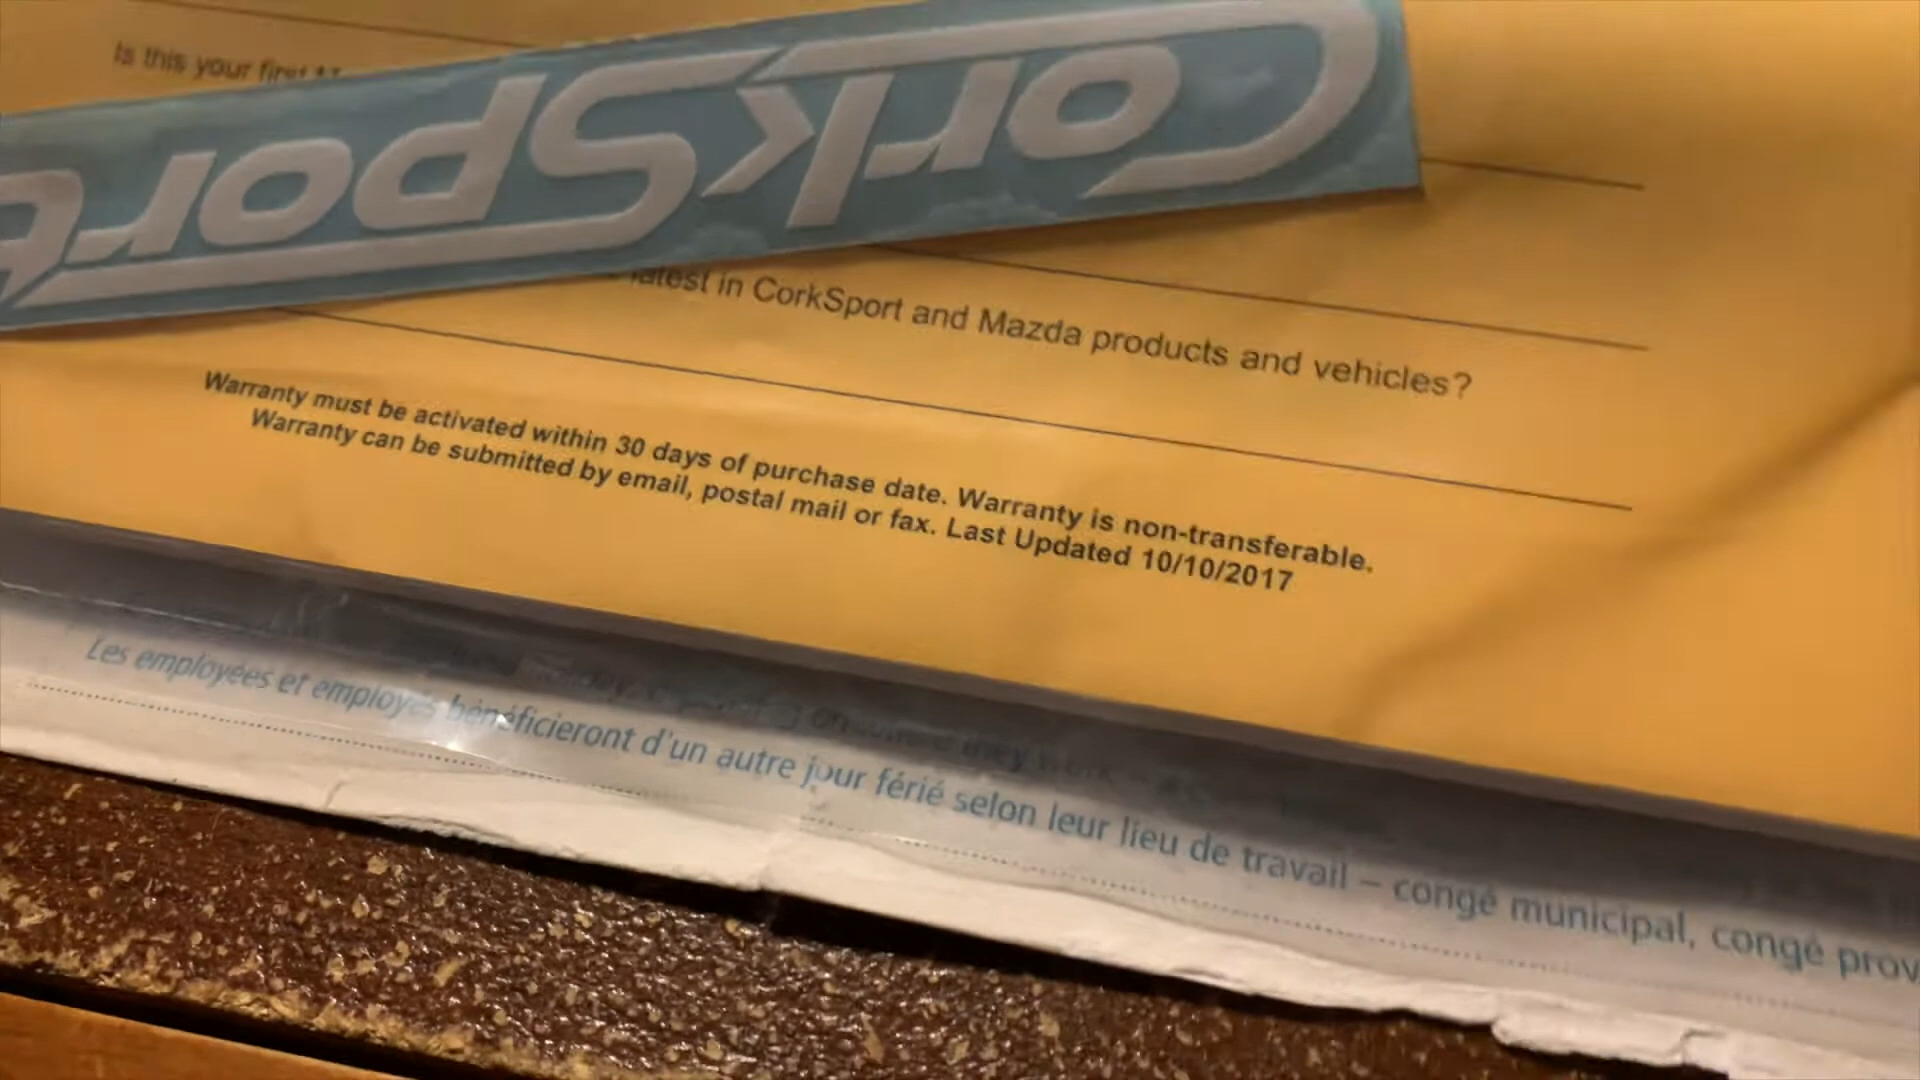 Is this your first
CorkSport
latest in CorkSport and Mazda products and vehicles?
Warranty must be activated within 30 days of purchase date. Warranty is non-transferable.
Warranty can be submitted by email, postal mail or fax. Last Updated 10/10/2017
Les employées et employés bénéficieront d'un autre jour férié selon leur lieu de travail – congé municipal, congé prov